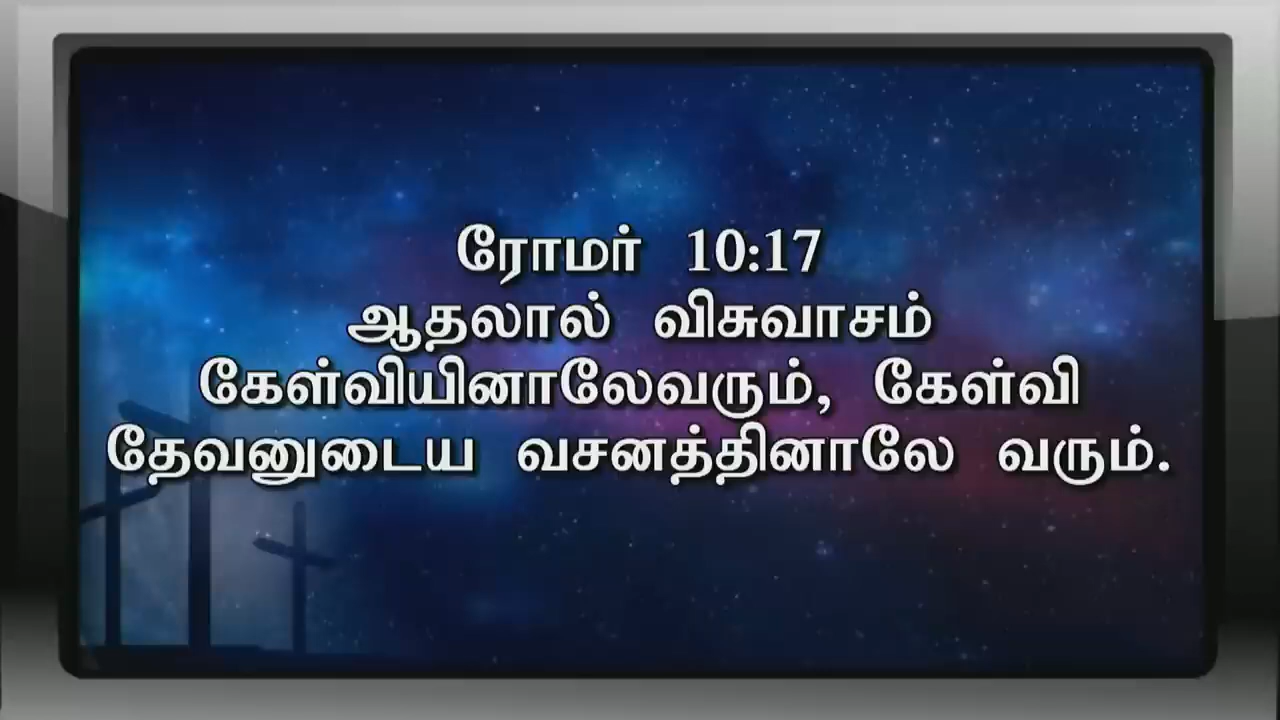 ரோமர் 10:17
ஆதலால் விசுவாசம்
கேள்வியினாலேவரும், கேள்வி
தேவனுடைய வசனத்தினாலே வரும்.